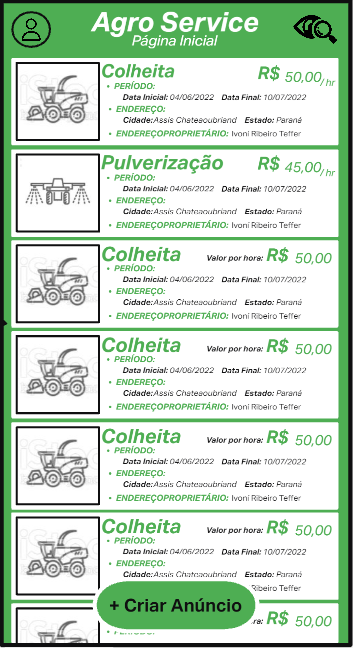 Agro Service
Página Inicial
Colheita R$ 50,00/hr
• PERÍODO:
Data Inicial: 04/06/2022 Data Final: 10/07/2022
• ENDEREÇO:
Cidade:Assis Chateaoubriand Estado: Paraná
• ENDEREÇOPROPRIETÁRIO: Ivoni Ribeiro Teffer
Pulverização R$ 45,00/hr
• PERÍODO:
Data Inicial: 04/06/2022 Data Final: 10/07/2022
• ENDEREÇO:
Cidade:Assis Chateaoubriand Estado: Paraná
• ENDEREÇOPROPRIETÁRIO: Ivoni Ribeiro Teffer
Colheita Valor por hora: R$ 50,00
• PERÍODO:
Data Inicial: 04/06/2022 Data Final: 10/07/2022
• ENDEREÇO:
Cidade:Assis Chateaoubriand Estado: Paraná
• ENDEREÇOPROPRIETÁRIO: Ivoni Ribeiro Teffer
Colheita Valor por hora: R$ 50,00
• PERÍODO:
Data Inicial: 04/06/2022 Data Final: 10/07/2022
• ENDEREÇO:
Cidade:Assis Chateaoubriand Estado: Paraná
• ENDEREÇOPROPRIETÁRIO: Ivoni Ribeiro Teffer
Colheita Valor por hora: R$ 50,00
• PERÍODO:
Data Inicial: 04/06/2022 Data Final: 10/07/2022
• ENDEREÇO:
Cidade:Assis Chateaoubriand Estado: Paraná
• ENDEREÇOPROPRIETÁRIO: Ivoni Ribeiro Teffer
Colheita Valor por hora: R$ 50,00
• PERÍODO:
Data Inicial: 04/06/2022 Data Final: 10/07/2022
• ENDEREÇO:
Cidade:Assis Chateaoubriand Estado: Paraná
Ribeiro Teffer
+ Criar Anúncio
R$ 50,00